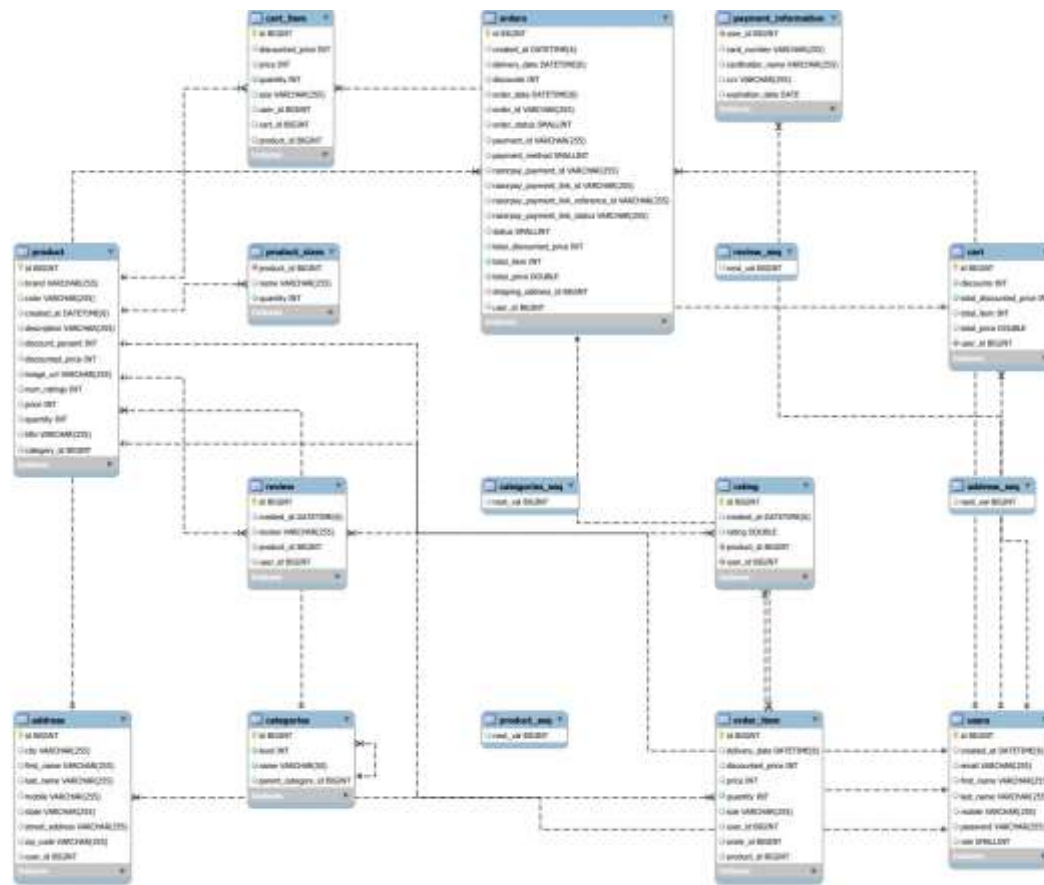 cart_item
id BIGINT
discounted_price INT
price INT
quantity INT
size VARCHAR(255)
user_id BIGINT
cart_id BIGINT
product_id BIGINT
Indexes
orders
id BIGINT
created_at DATETIME(6)
delivery_date DATETIME(6)
discounte INT
order_date DATETIME(6)
order_id VARCHAR(255)
order_status SMALLINT
payment_id VARCHAR(255)
payment_method SMALLINT
razorpay_payment_id VARCHAR(255)
razorpay_payment_link_id VARCHAR(255)
razorpay_payment_link_reference_id VARCHAR(255)
razorpay_payment_link_status VARCHAR(255)
status SMALLINT
total_discounted_price INT
total_item INT
total_price DOUBLE
shipping_address_id BIGINT
user_id BIGINT
Indexes
payment_information
user_id BIGINT
card_number VARCHAR(255)
cardholder_name VARCHAR(255)
cvv VARCHAR(255)
expiration_date DATE
Indexes
product
id BIGINT
brand VARCHAR(255)
color VARCHAR(255)
created_at DATETIME(6)
description VARCHAR(255)
discount_persent INT
discounted_price INT
image_url VARCHAR(255)
num_ratings INT
price INT
quantity INT
title VARCHAR(255)
category_id BIGINT
Indexes
product_sizes
product_id BIGINT
name VARCHAR(255)
quantity INT
Indexes
review_seq
next_val BIGINT
cart
id BIGINT
discounte INT
total_discounted_price IN
total_item INT
total_price DOUBLE
user_id BIGINT
Indexes
review
id BIGINT
created_at DATETIME(6)
review VARCHAR(255)
product_id BIGINT
user_id BIGINT
Indexes
categories_seq
next_val BIGINT
rating
id BIGINT
created_at DATETIME(6)
rating DOUBLE
product_id BIGINT
user_id BIGINT
Indexes
address_seq
next_val BIGINT
address
id BIGINT
city VARCHAR(255)
first_name VARCHAR(255)
last_name VARCHAR(255)
mobile VARCHAR(255)
state VARCHAR(255)
street_address VARCHAR(255)
zip_code VARCHAR(255)
user_id BIGINT
Indexes
categories
id BIGINT
level INT
name VARCHAR(50)
parent_category_id BIGINT
Indexes
product_seq
next_val BIGINT
order_item
id BIGINT
delivery_date DATETIME(6)
discounted_price INT
price INT
quantity INT
size VARCHAR(255)
user_id BIGINT
order_id BIGINT
product_id BIGINT
Indexes
users
id BIGINT
created_at DATETIME(6)
email VARCHAR(255)
first_name VARCHAR(255)
last_name VARCHAR(255)
mobile VARCHAR(255)
password VARCHAR(255)
role SMALLINT
Indexes